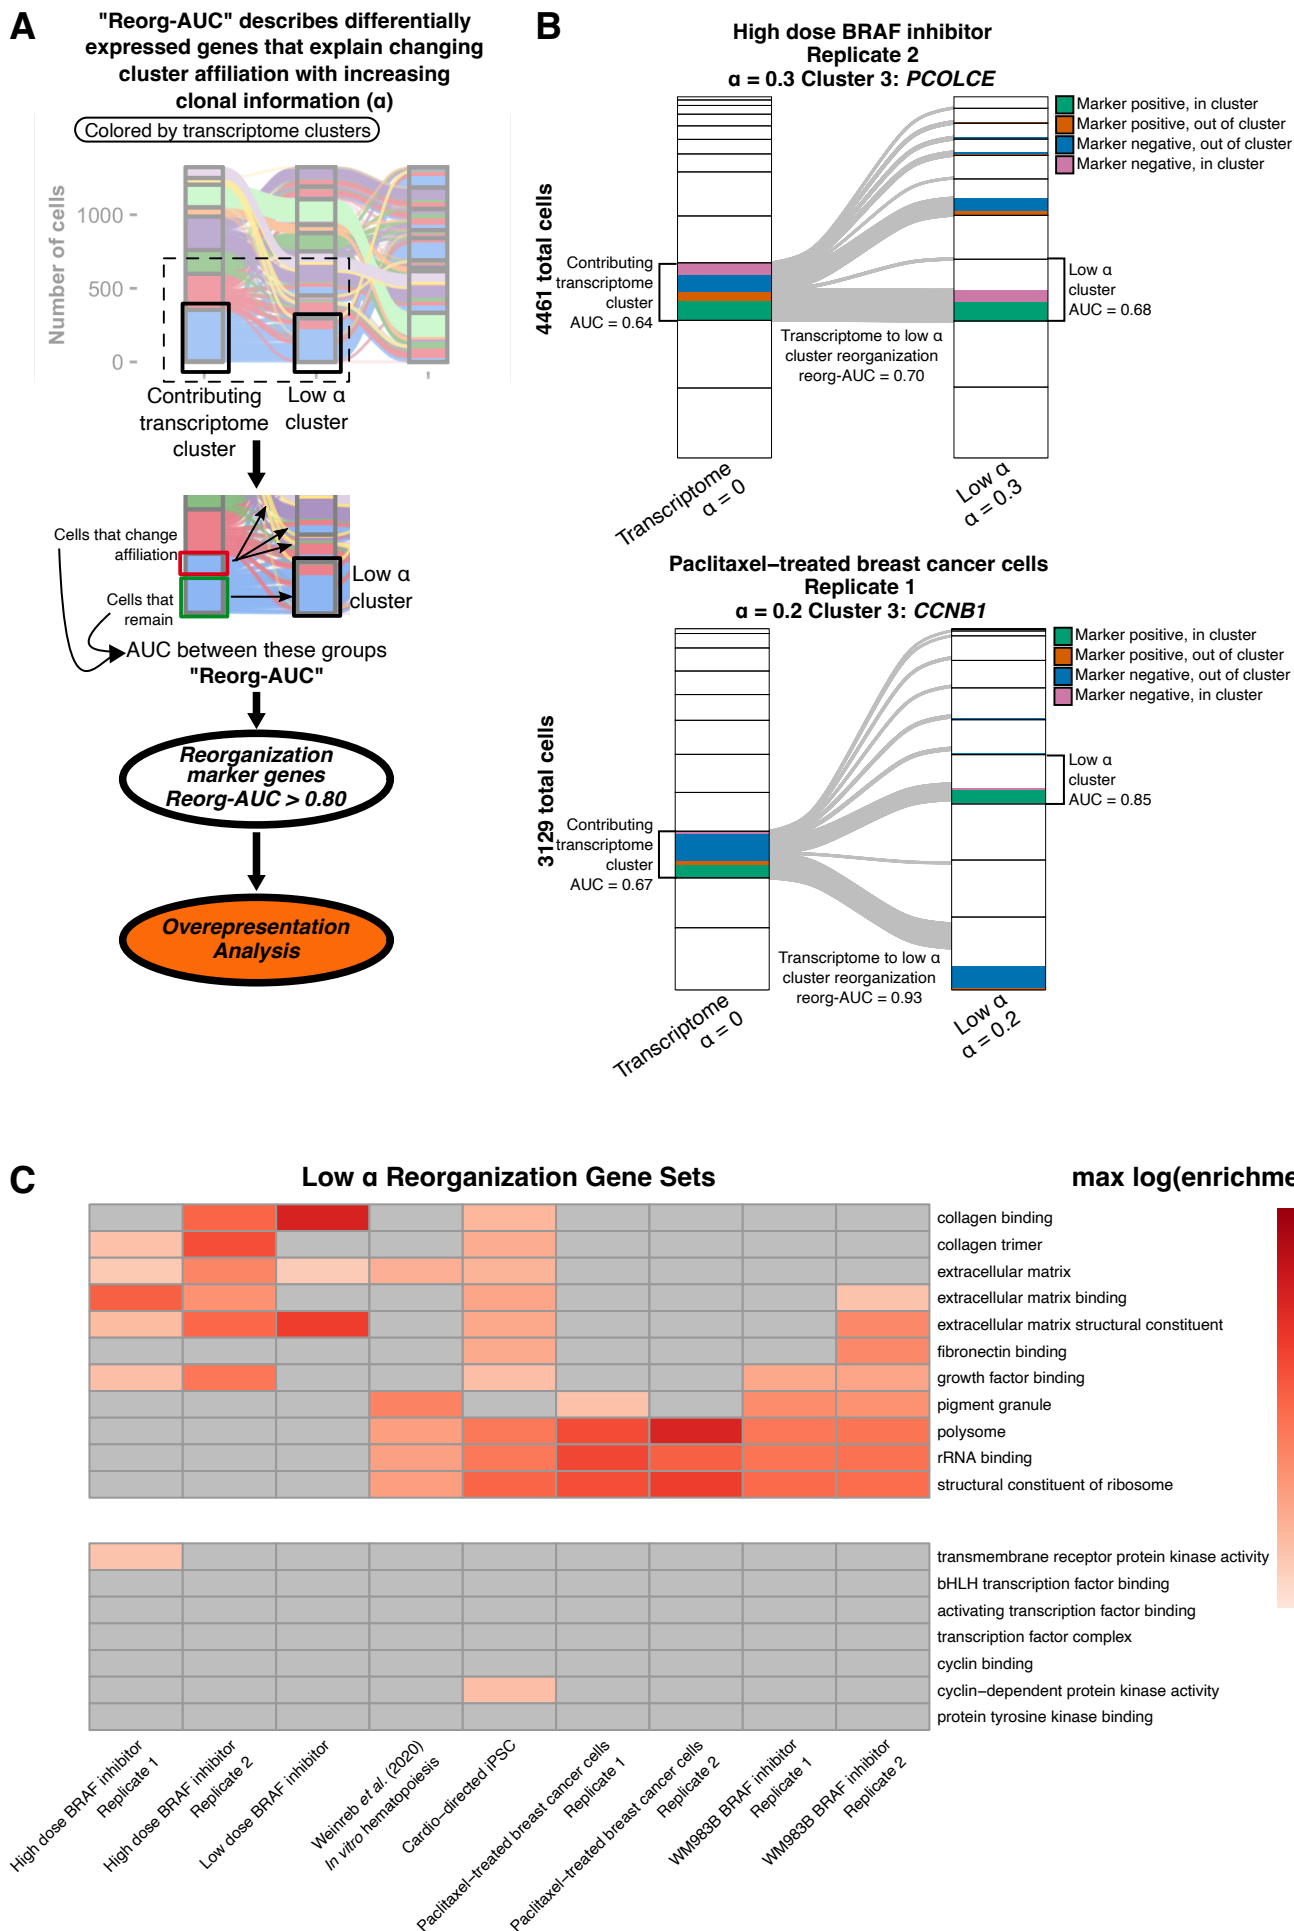 A
"Reorg-AUC" describes differentially
expressed genes that explain changing
cluster affiliation with increasing
clonal information (α)
Colored by transcriptome clusters
Number of cells
1000
500
0
Contributing
transcriptome
cluster
Low α
cluster
Cells that change
affiliation
Cells that
remain
Low α
cluster
AUC between these groups
"Reorg-AUC"
Reorganization
marker genes
Reorg-AUC > 0.80
Overepresentation
Analysis
B
High dose BRAF inhibitor
Replicate 2
α = 0.3 Cluster 3: PCOLCE
Marker positive, in cluster
Marker positive, out of cluster
Marker negative, out of cluster
Marker negative, in cluster
4461 total cells
Contributing
transcriptome
cluster
AUC = 0.64
Low α
cluster
AUC = 0.68
Transcriptome to low α
cluster reorganization
reorg-AUC = 0.70
Transcriptome
α = 0
Low α
α = 0.3
Paclitaxel–treated breast cancer cells
Replicate 1
α = 0.2 Cluster 3: CCNB1
Marker positive, in cluster
Marker positive, out of cluster
Marker negative, out of cluster
Marker negative, in cluster
3129 total cells
Contributing
transcriptome
cluster
AUC = 0.67
Low α
cluster
AUC = 0.85
Transcriptome to low α
cluster reorganization
reorg-AUC = 0.93
Transcriptome
α = 0
Low α
α = 0.2
C
Low α Reorganization Gene Sets
max log(enrichme
collagen binding
collagen trimer
extracellular matrix
extracellular matrix binding
extracellular matrix structural constituent
fibronectin binding
growth factor binding
pigment granule
polysome
rRNA binding
structural constituent of ribosome
transmembrane receptor protein kinase activity
bHLH transcription factor binding
activating transcription factor binding
transcription factor complex
cyclin binding
cyclin–dependent protein kinase activity
protein tyrosine kinase binding
High dose BRAF inhibitor
Replicate 1
High dose BRAF inhibitor
Replicate 2
Low dose BRAF inhibitor
Weinreb et al. (2020)
In vitro hematopoiesis
Cardio–directed iPSC
Paclitaxel–treated breast cancer cells
Replicate 1
Paclitaxel–treated breast cancer cells
Replicate 2
WM983B BRAF inhibitor
Replicate 1
WM983B BRAF inhibitor
Replicate 2